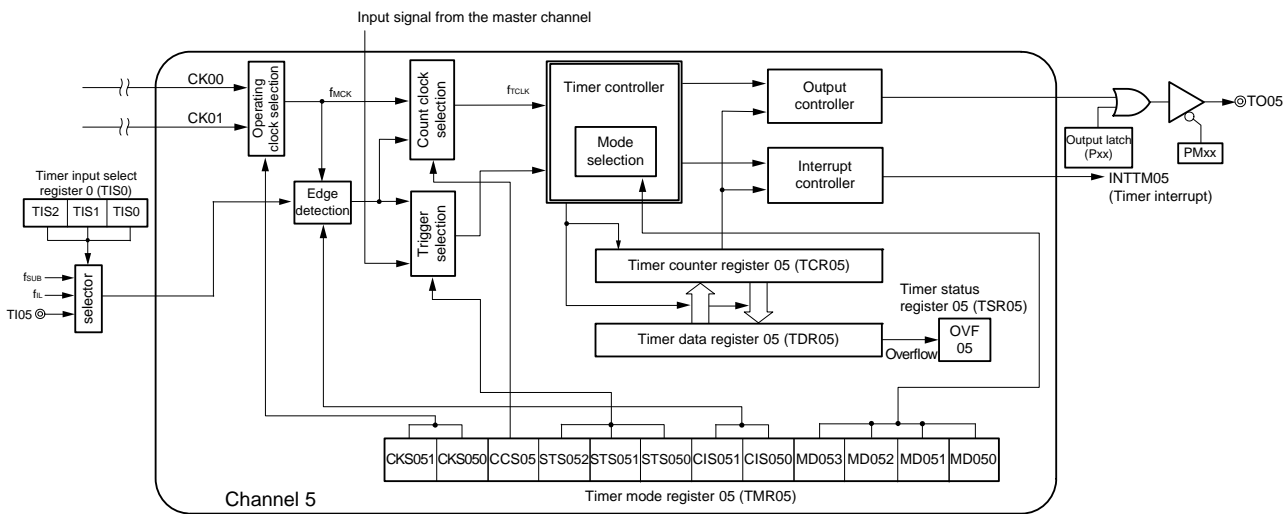 Input signal from the master channel
CK00
CK01
Operating
clock selection
fMCK
Count clock
selection
fTCLK
Timer controller
Mode
selection
Output
controller
Interrupt
controller
Output latch
(Pxx)
PMxx
TO05
INTTM05
(Timer interrupt)
Timer input select
register 0 (TIS0)
TIS2
TIS1
TIS0
fSUB
fIL
TI05
selector
Edge
detection
Trigger
selection
Timer counter register 05 (TCR05)
Timer data register 05 (TDR05)
Timer status
register 05 (TSR05)
Overflow
OVF
05
CKS051
CKS050
CCS05
STS052
STS051
STS050
CIS051
CIS050
MD053
MD052
MD051
MD050
Channel 5
Timer mode register 05 (TMR05)